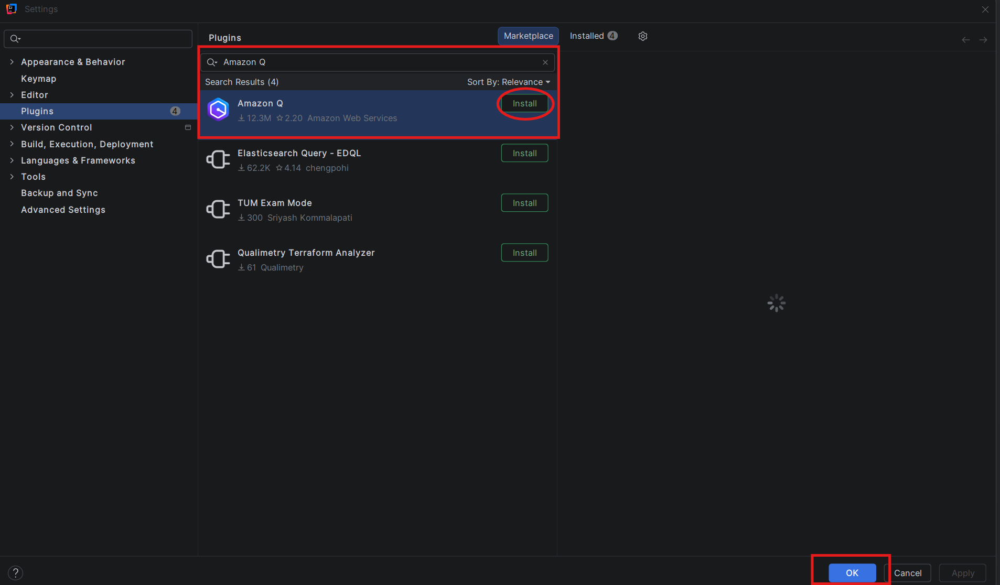 Settings
Plugins
Marketplace
Installed 4
Appearance & Behavior
Keymap
Editor
Plugins 4
Version Control
Build, Execution, Deployment
Languages & Frameworks
Tools
Backup and Sync
Advanced Settings
Amazon Q
Search Results (4)
Sort By: Relevance
Amazon Q
Install
12.3M 2.20 Amazon Web Services
Elasticsearch Query - EDQL
Install
62.2K 4.14 chengpohi
TUM Exam Mode
Install
300 Sriyash Kommalapati
Qualimetry Terraform Analyzer
Install
61 Qualimetry
?
OK
Cancel
Apply